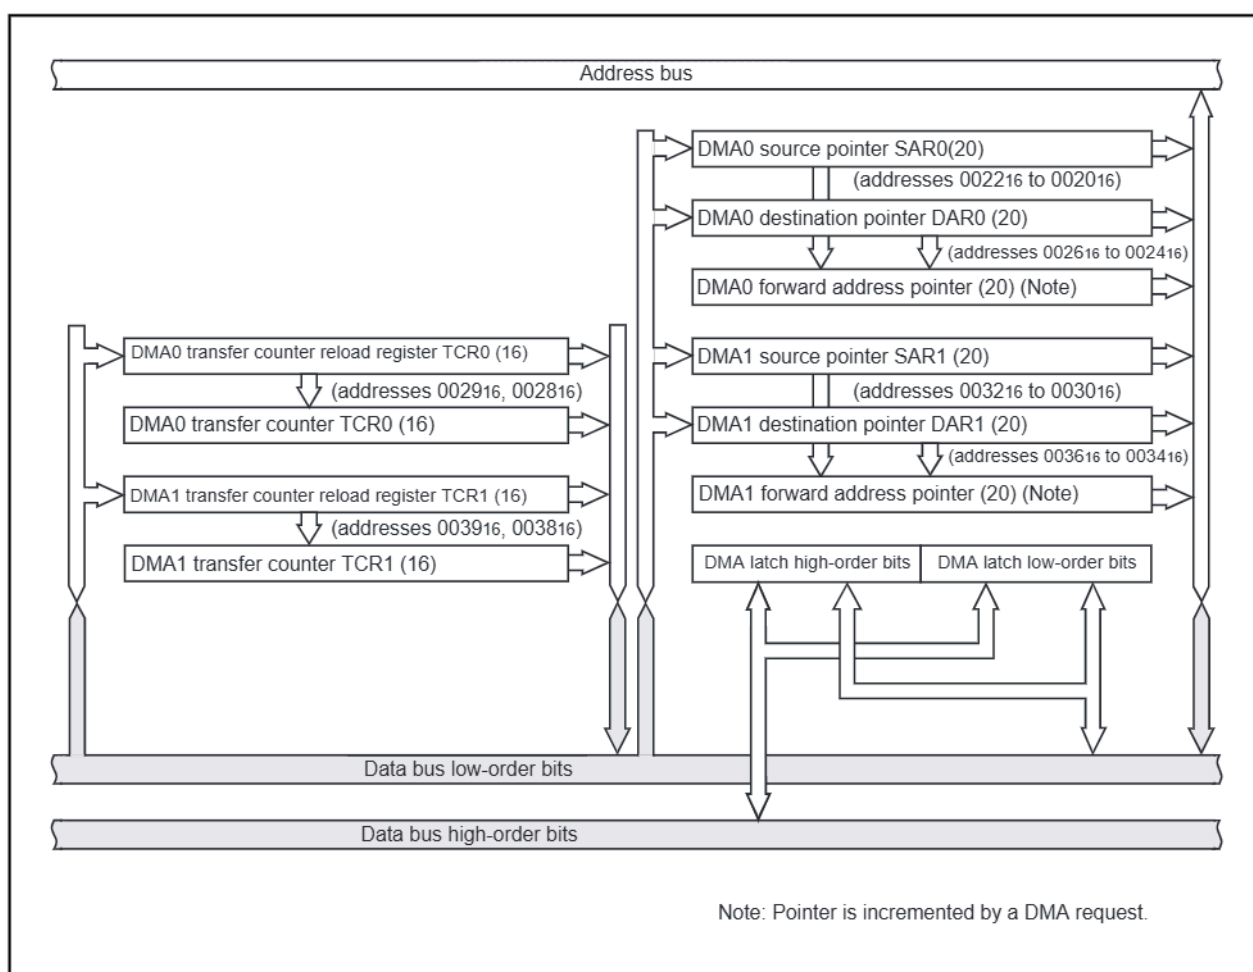 Address bus
DMA0 source pointer SAR0(20)
(addresses 002216 to 002016)
DMA0 destination pointer DAR0 (20)
(addresses 002616 to 002416)
DMA0 forward address pointer (20) (Note)
DMA0 transfer counter reload register TCR0 (16)
(addresses 002916, 002816)
DMA0 transfer counter TCR0 (16)
DMA1 transfer counter reload register TCR1 (16)
(addresses 003916, 003816)
DMA1 transfer counter TCR1 (16)
DMA1 source pointer SAR1 (20)
(addresses 003216 to 003016)
DMA1 destination pointer DAR1 (20)
(addresses 003616 to 003416)
DMA1 forward address pointer (20) (Note)
DMA latch high-order bits
DMA latch low-order bits
Data bus low-order bits
Data bus high-order bits
Note: Pointer is incremented by a DMA request.